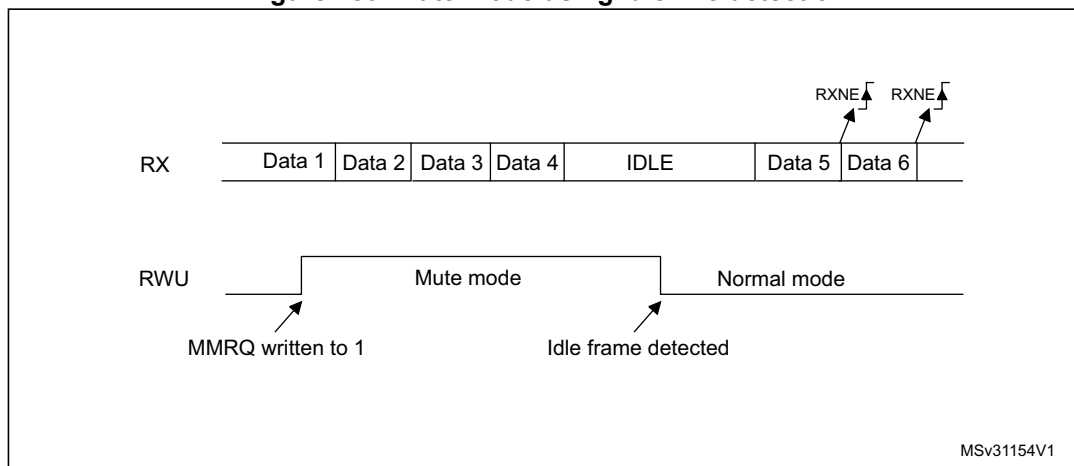 RXNE RXNE
RX Data 1 Data 2 Data 3 Data 4 IDLE Data 5 Data 6
RWU Mute mode Normal mode
MMRQ written to 1 Idle frame detected
MSv31154V1